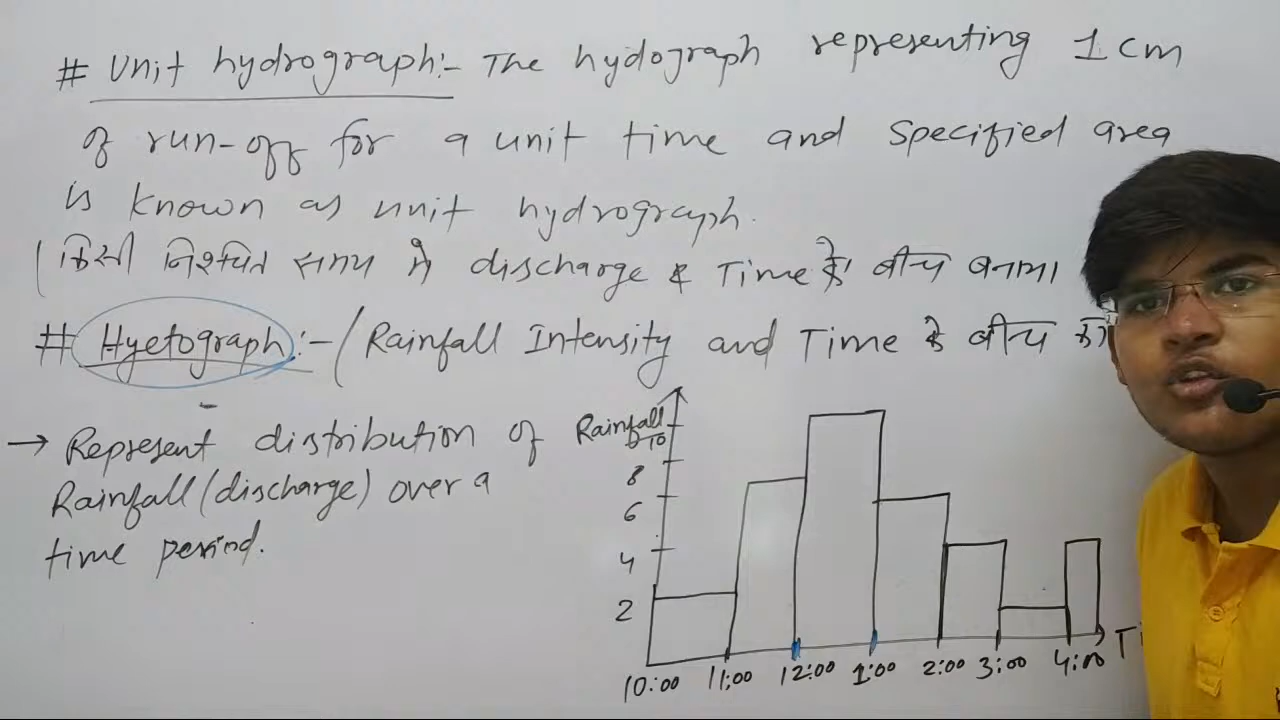 # Unit hydrograph:- The hydograph representing 1 cm
of run-off for a unit time and specified area
is known as unit hydrograph.
(किसी निश्चित समय में discharge & Time के बीच बनाया
# Hyetograph:- (Rainfall Intensity and Time के बीच का
→ Represent distribution of
Rainfall (discharge) over a
time period.
Rainfall
10
8
6
4
2
10:00 11:00 12:00 1:00 2:00 3:00 4:00